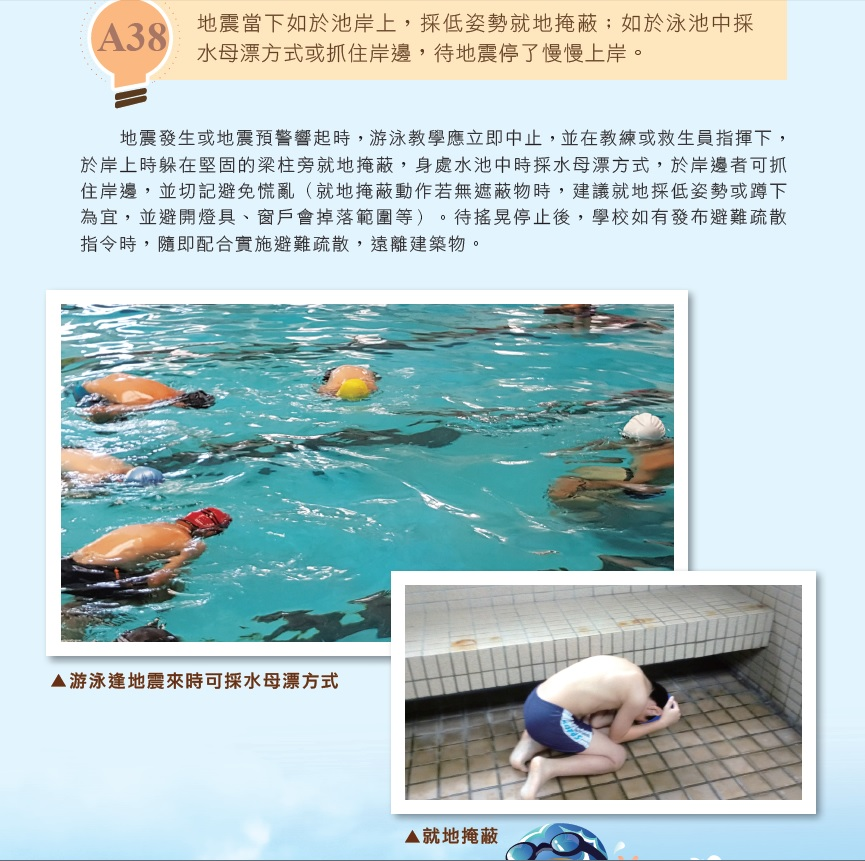 A38
地震當下如於池岸上，採低姿勢就地掩蔽；如於泳池中採
水母漂方式或抓住岸邊，待地震停了慢慢上岸。
地震發生或地震預警響起時，游泳教學應立即中止，並在教練或救生員指揮下，
於岸上時躲在堅固的梁柱旁就地掩蔽，身處水池中時採水母漂方式，於岸邊者可抓
住岸邊，並切記避免慌亂（就地掩蔽動作若無遮蔽物時，建議就地採低姿勢或蹲下
為宜，並避開燈具、窗戶會掉落範圍等）。待搖晃停止後，學校如有發布避難疏散
指令時，隨即配合實施避難疏散，遠離建築物。
▲游泳逢地震來時可採水母漂方式
▲就地掩蔽